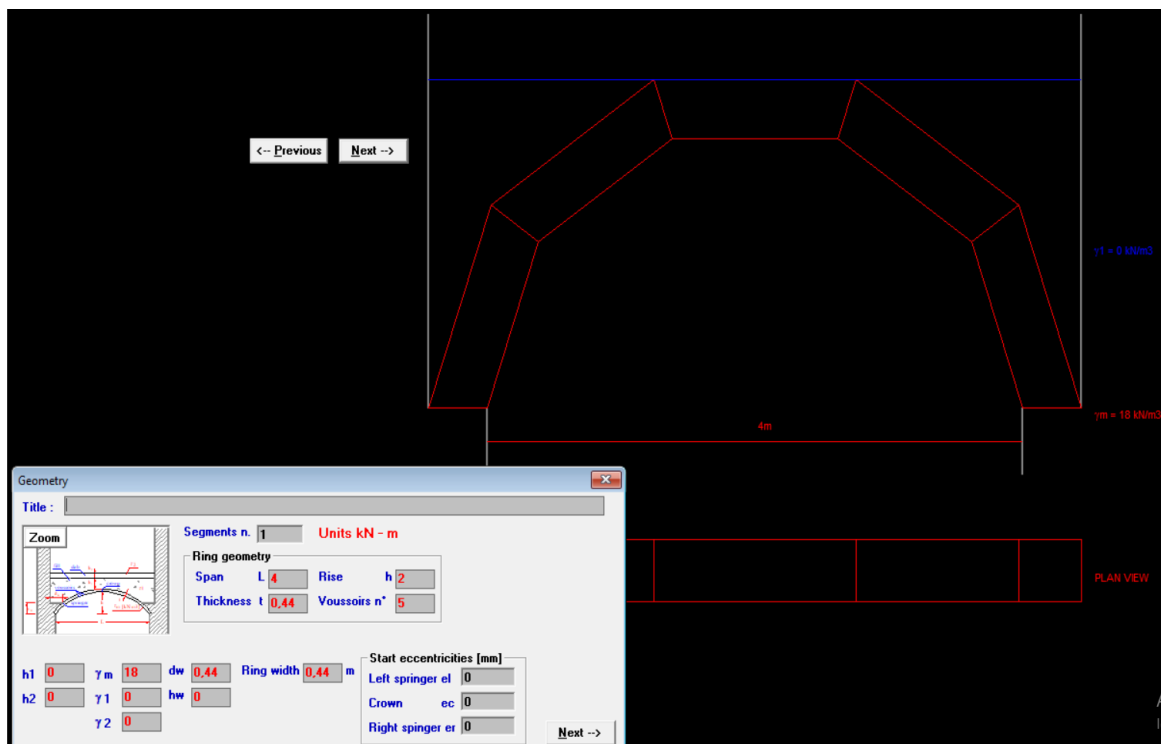 <-- Previous
Next -->
γ1 = 0 kN/m3
γm = 18 kN/m3
4m
PLAN VIEW
Geometry
Title :
Zoom
Segments n. 1 Units kN - m
Ring geometry
Span L 4 Rise h 2
Thickness t 0,44 Voussoirs n° 5
h1 0 γ m 18 dw 0,44 Ring width 0,44 m
h2 0 γ 1 0 hw 0
γ 2 0
Start eccentricities [mm]
Left springer el 0
Crown ec 0
Right spinger er 0
Next -->